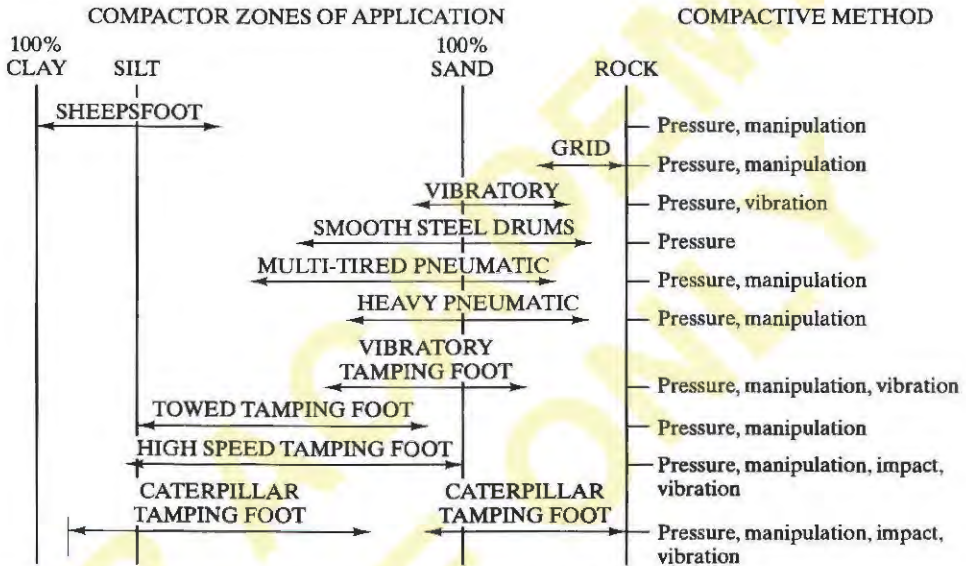 COMPACTOR ZONES OF APPLICATION COMPACTIVE METHOD
100% 100%
CLAY SILT SAND ROCK
SHEEPSFOOT Pressure, manipulation
GRID Pressure, manipulation
VIBRATORY Pressure, vibration
SMOOTH STEEL DRUMS Pressure
MULTI-TIRED PNEUMATIC Pressure, manipulation
HEAVY PNEUMATIC Pressure, manipulation
VIBRATORY
TAMPING FOOT Pressure, manipulation, vibration
TOWED TAMPING FOOT Pressure, manipulation
HIGH SPEED TAMPING FOOT Pressure, manipulation, impact,
vibration
CATERPILLAR CATERPILLAR
TAMPING FOOT TAMPING FOOT Pressure, manipulation, impact,
vibration
ONLY